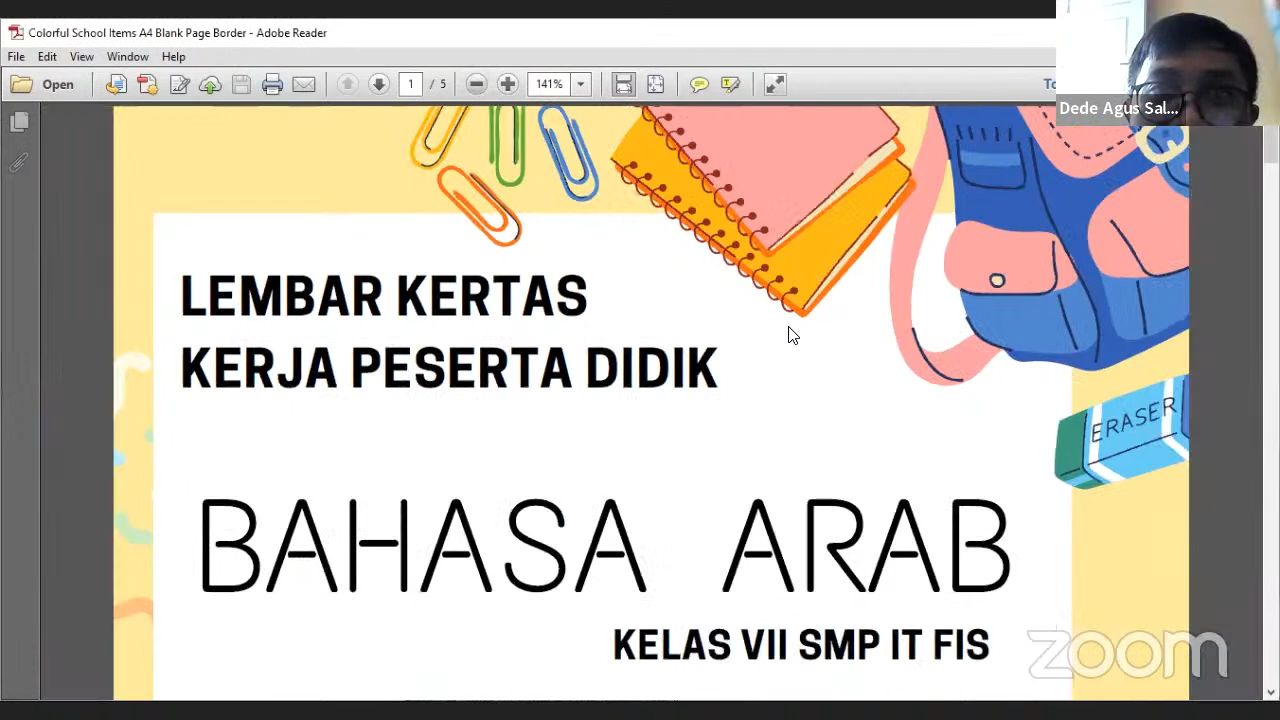 Colorful School Items A4 Blank Page Border - Adobe Reader
File Edit View Window Help
Open 1 / 5 141%
Dede Agus Sal...
LEMBAR KERTAS
KERJA PESERTA DIDIK
ERASER
BAHASA ARAB
KELAS VII SMP IT FIS
zoom